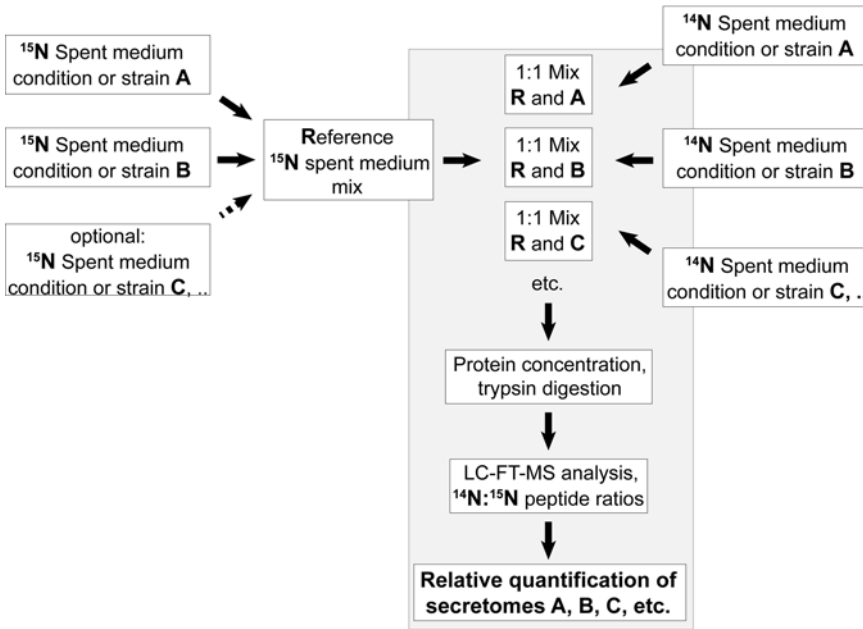 ¹⁵N Spent medium
condition or strain A
¹⁵N Spent medium
condition or strain B
optional:
¹⁵N Spent medium
condition or strain C, ..
Reference
¹⁵N spent medium
mix
1:1 Mix
R and A
1:1 Mix
R and B
1:1 Mix
R and C
etc.
¹⁴N Spent medium
condition or strain A
¹⁴N Spent medium
condition or strain B
¹⁴N Spent medium
condition or strain C, .
Protein concentration,
trypsin digestion
LC-FT-MS analysis,
¹⁴N:¹⁵N peptide ratios
Relative quantification of
secretomes A, B, C, etc.